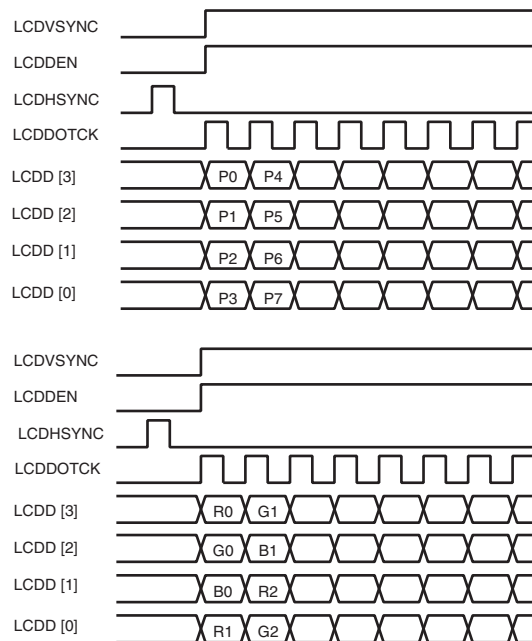 LCDVSYNC
LCDDEN
LCDHSYNC
LCDDOTCK
LCDD [3] P0 P4
LCDD [2] P1 P5
LCDD [1] P2 P6
LCDD [0] P3 P7
LCDVSYNC
LCDDEN
LCDHSYNC
LCDDOTCK
LCDD [3] R0 G1
LCDD [2] G0 B1
LCDD [1] B0 R2
LCDD [0] R1 G2